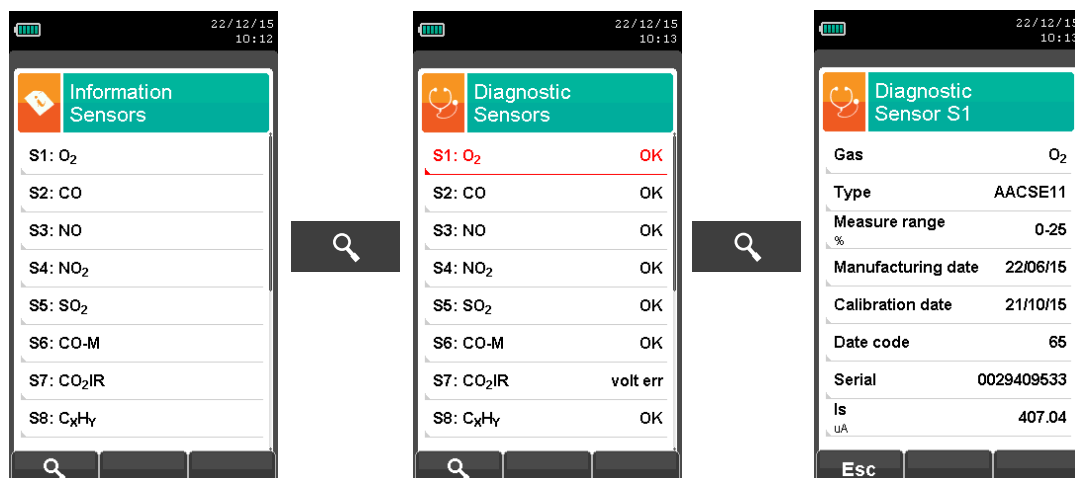 22/12/15
10:12
Information
Sensors
S1: O₂
S2: CO
S3: NO
S4: NO₂
S5: SO₂
S6: CO-M
S7: CO₂IR
S8: CₓHᵧ
22/12/15
10:13
Diagnostic
Sensors
S1: O₂ OK
S2: CO OK
S3: NO OK
S4: NO₂ OK
S5: SO₂ OK
S6: CO-M OK
S7: CO₂IR volt err
S8: CₓHᵧ OK
22/12/15
10:13
Diagnostic
Sensor S1
Gas O₂
Type AACSE11
Measure range 0-25
%
Manufacturing date 22/06/15
Calibration date 21/10/15
Date code 65
Serial 0029409533
Is 407.04
uA
Esc